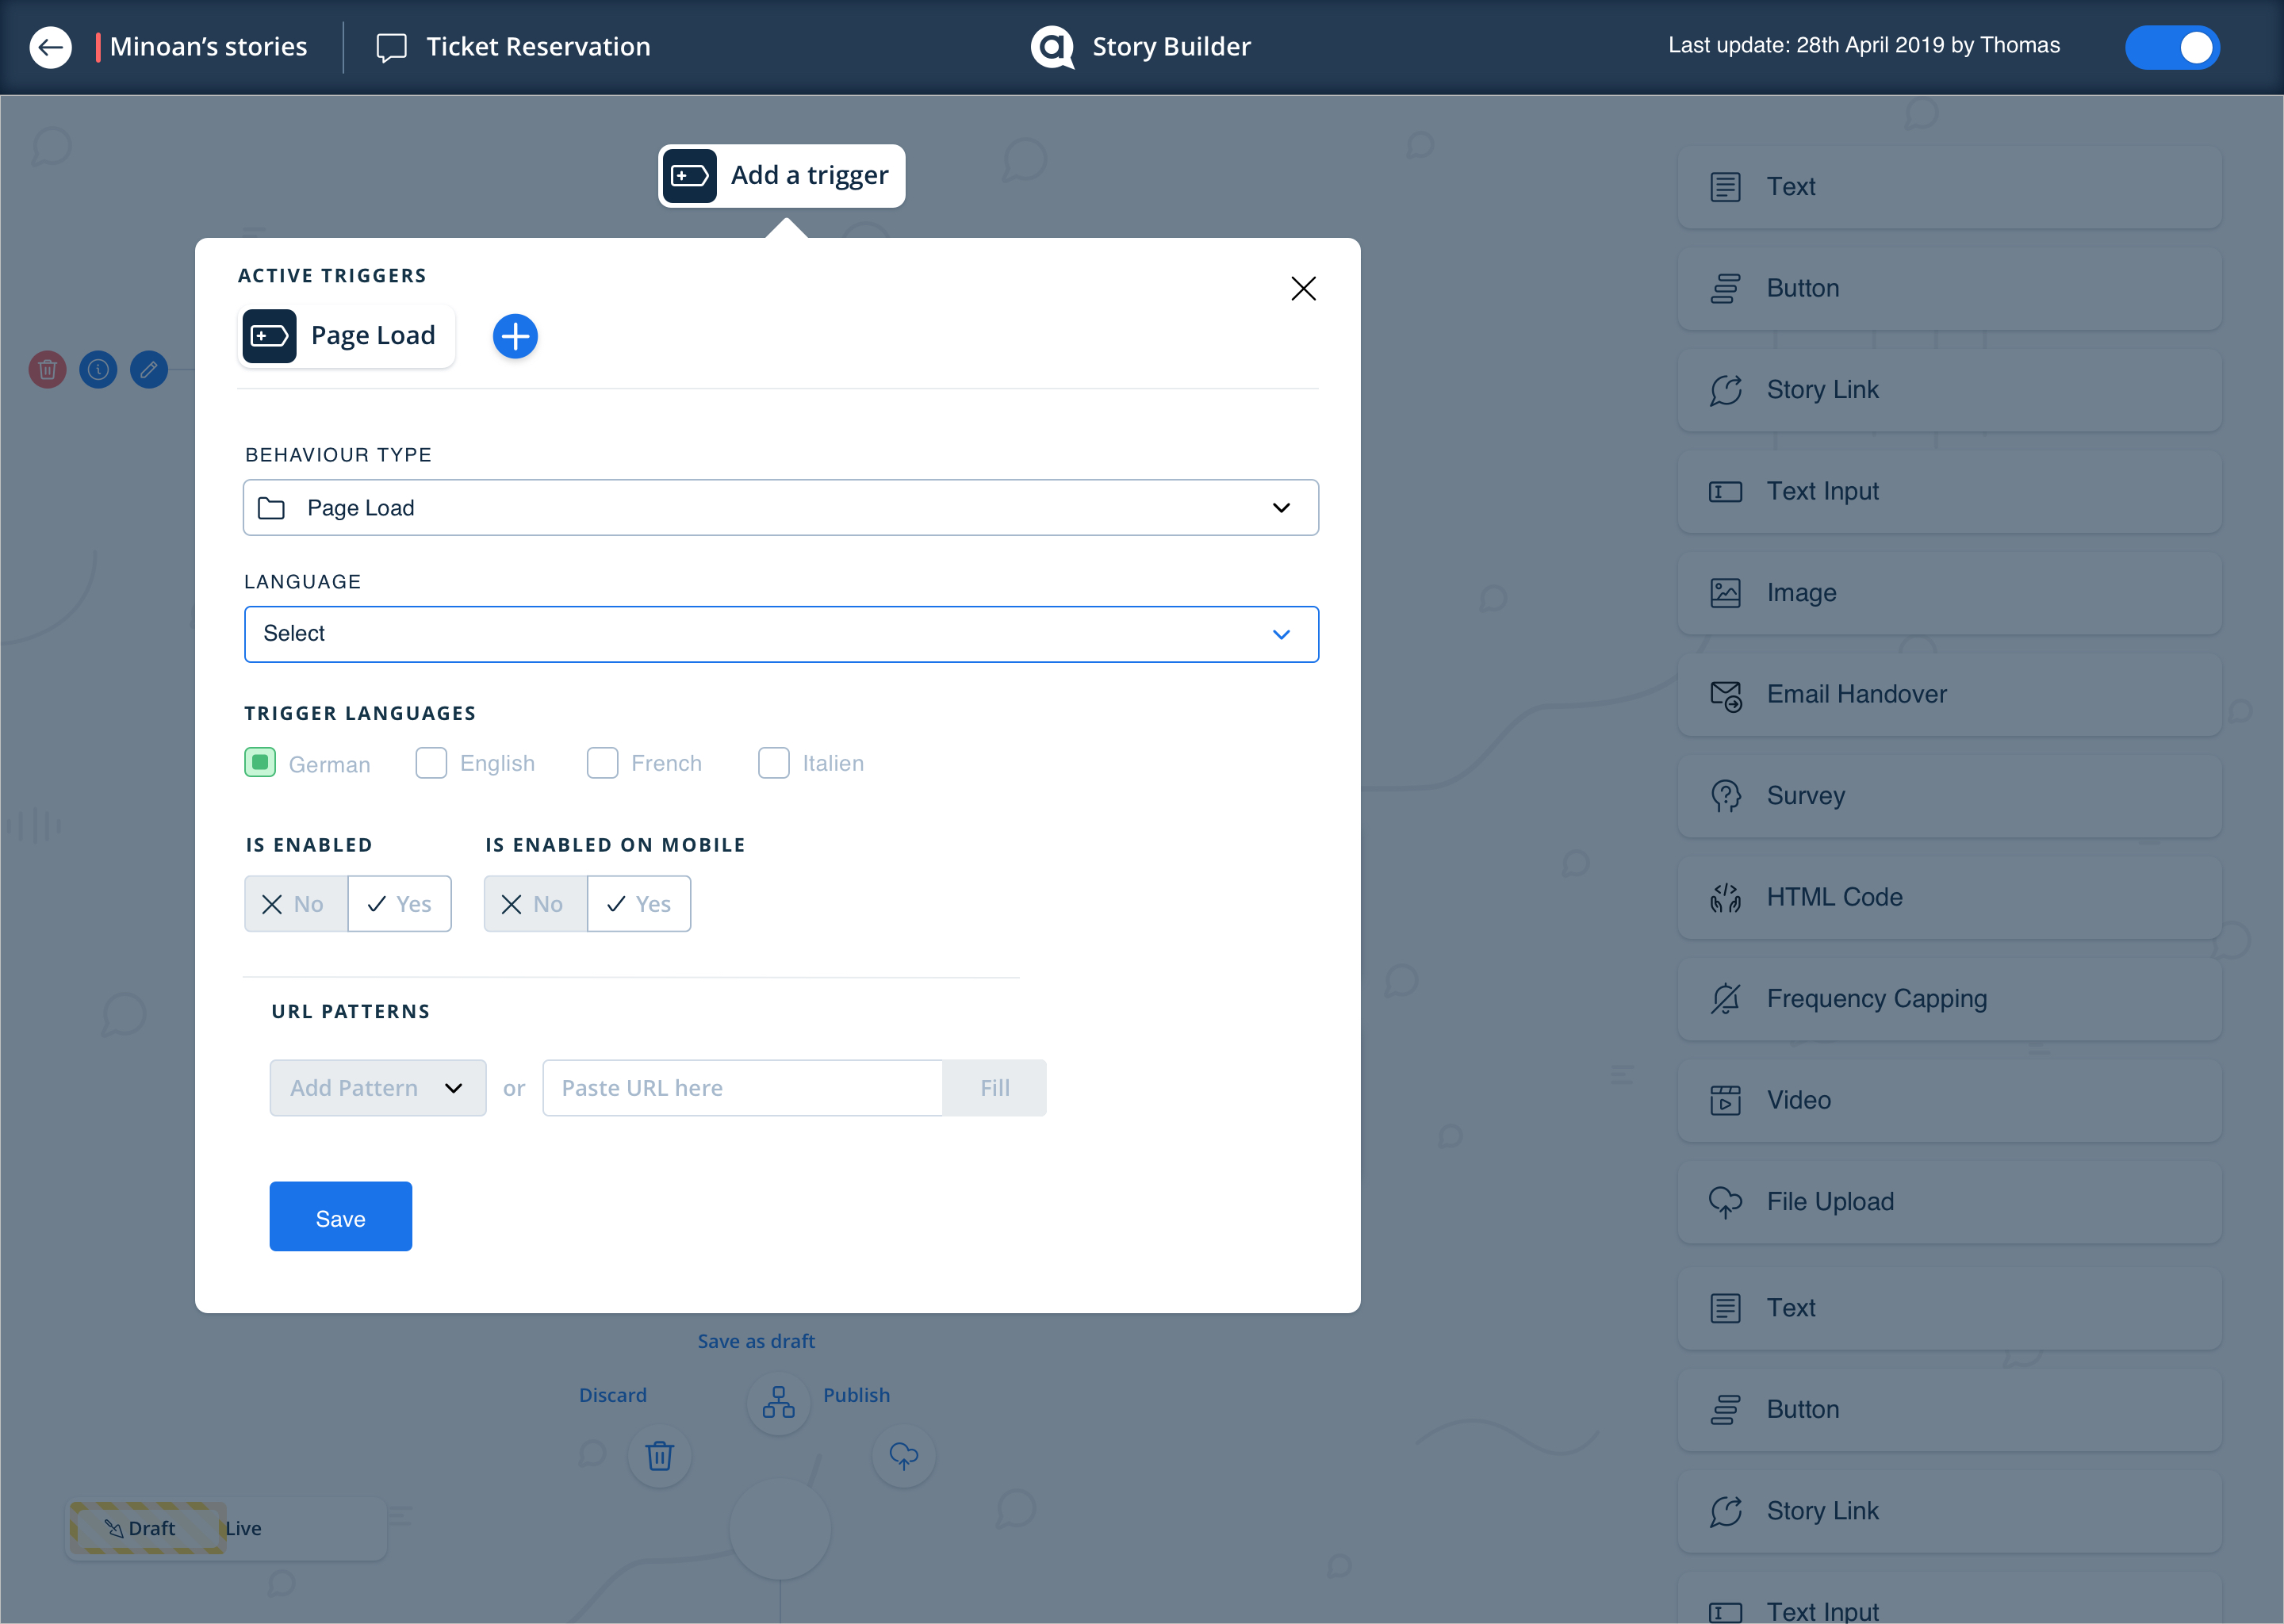 Minoan’s stories
Ticket Reservation
Story Builder
Last update: 28th April 2019 by Thomas
Add a trigger
ACTIVE TRIGGERS
Page Load
BEHAVIOUR TYPE
Page Load
LANGUAGE
Select
TRIGGER LANGUAGES
German
English
French
Italien
IS ENABLED
IS ENABLED ON MOBILE
No
Yes
No
Yes
URL PATTERNS
Add Pattern
or
Paste URL here
Fill
Save
Save as draft
Discard
Publish
Draft
Live
Text
Button
Story Link
Text Input
Image
Email Handover
Survey
HTML Code
Frequency Capping
Video
File Upload
Text
Button
Story Link
Text Input